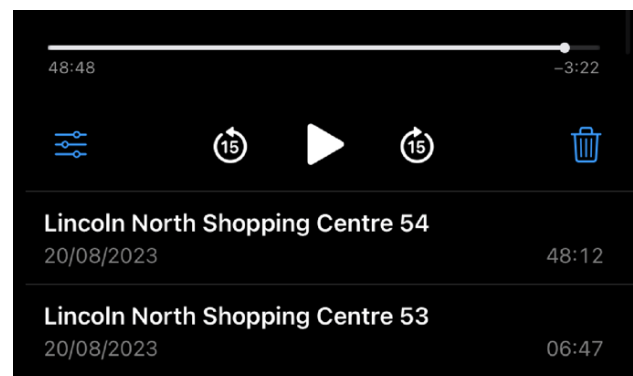 48:48 –3:22
15 15
Lincoln North Shopping Centre 54
20/08/2023 48:12
Lincoln North Shopping Centre 53
20/08/2023 06:47